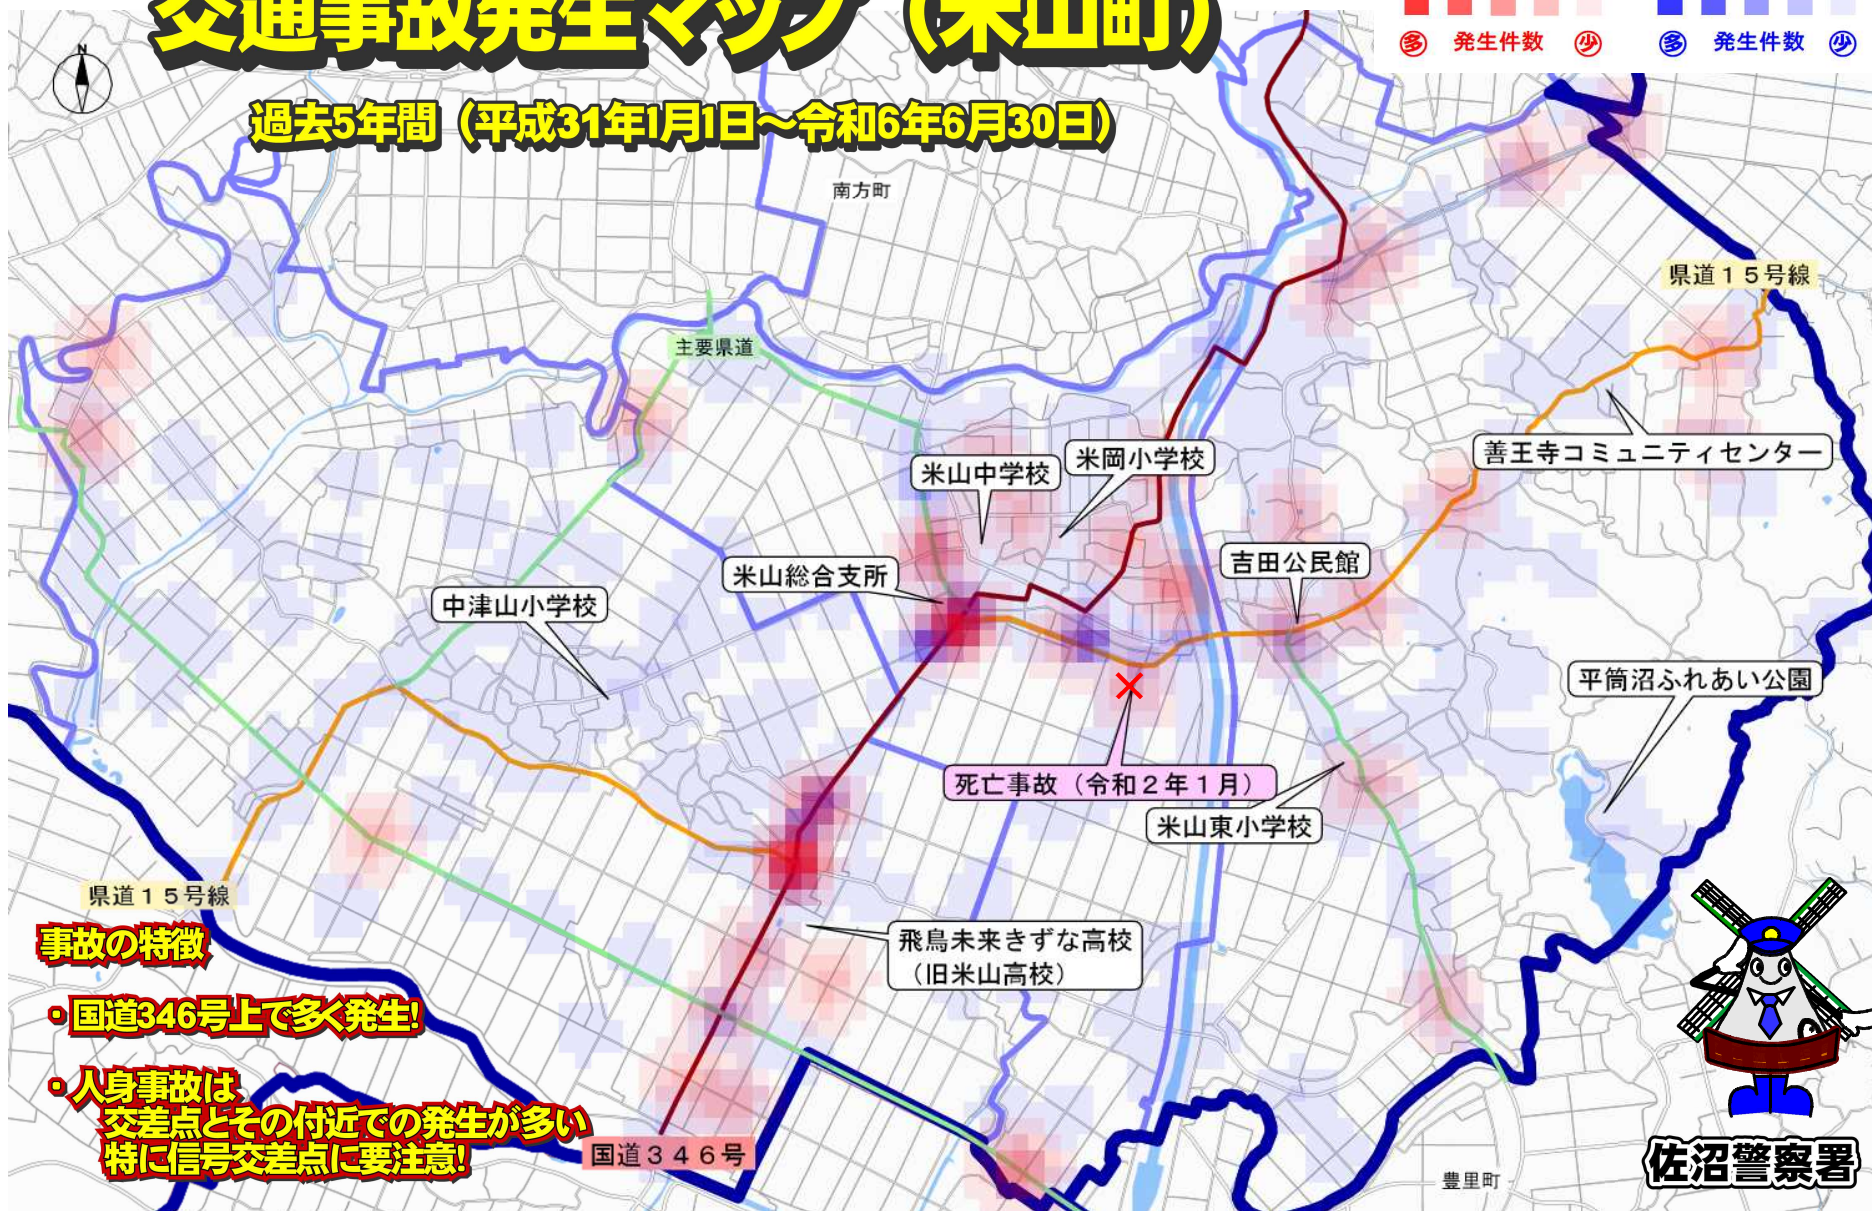 交通事故発生マップ（米山町）
多 発生件数 少
多 発生件数 少
N
過去5年間（平成31年1月1日～令和6年6月30日）
南方町
県道１５号線
主要県道
善王寺コミュニティセンター
米岡小学校
米山中学校
吉田公民館
米山総合支所
中津山小学校
平筒沼ふれあい公園
死亡事故（令和２年１月）
米山東小学校
県道１５号線
飛鳥未来きずな高校
（旧米山高校）
事故の特徴
・国道346号上で多く発生！
・人身事故は
交差点とその付近での発生が多い
特に信号交差点に要注意！
国道３４６号
豊里町
佐沼警察署